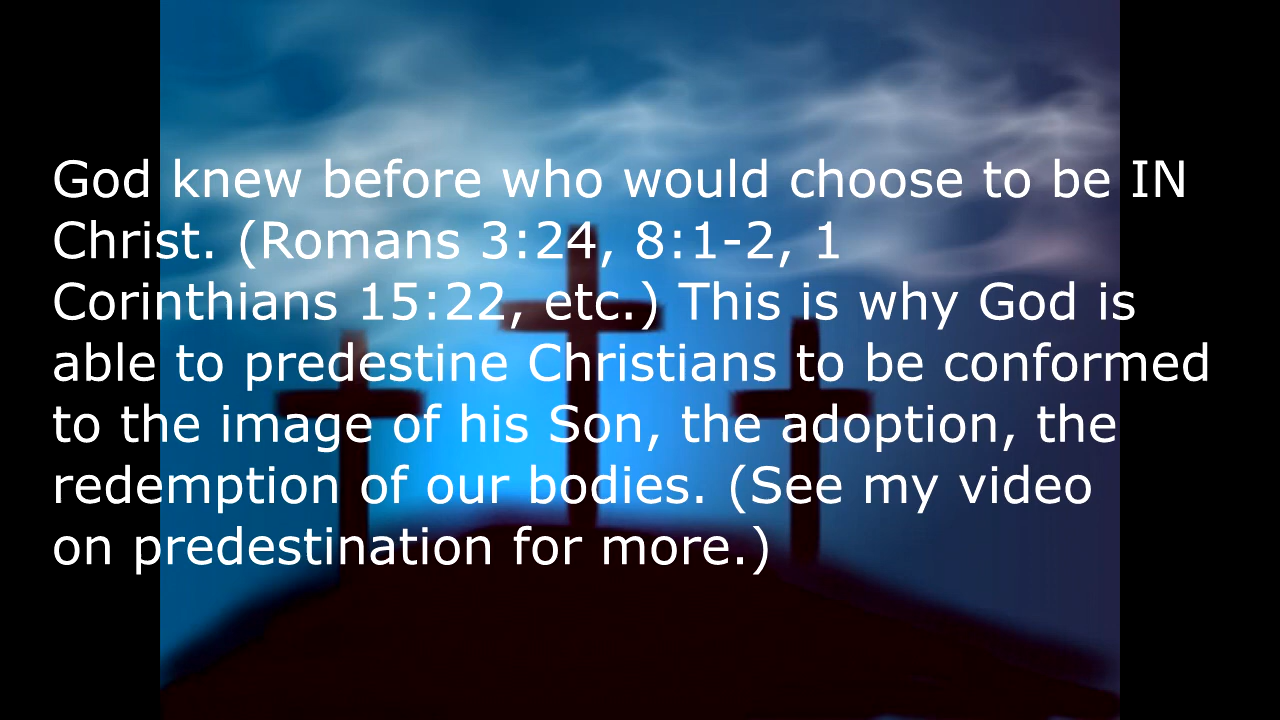 God knew before who would choose to be IN
Christ. (Romans 3:24, 8:1-2, 1
Corinthians 15:22, etc.) This is why God is
able to predestine Christians to be conformed
to the image of his Son, the adoption, the
redemption of our bodies. (See my video
on predestination for more.)